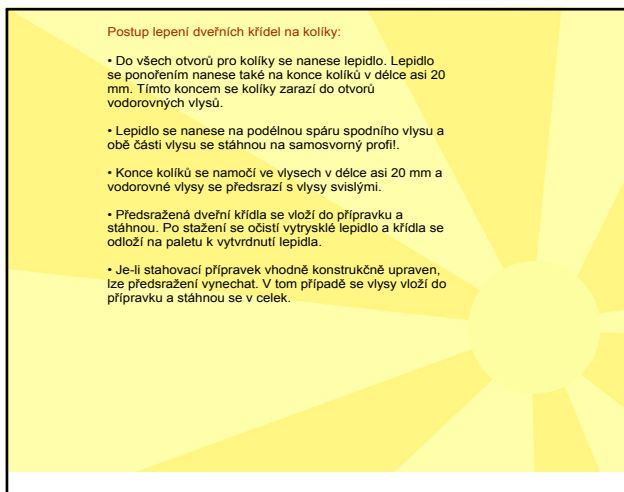 Postup lepení dveřních křídel na kolíky:
• Do všech otvorů pro kolíky se nanese lepidlo. Lepidlo
se ponořením nanese také na konce kolíků v délce asi 20
mm. Tímto koncem se kolíky zarazí do otvorů
vodorovných vlysů.
• Lepidlo se nanese na podélnou spáru spodního vlysu a
obě části vlysu se stáhnou na samosvorný profi!.
• Konce kolíků se namočí ve vlysech v délce asi 20 mm a
vodorovné vlysy se předsrazí s vlysy svislými.
• Předsražená dveřní křídla se vloží do přípravku a
stáhnou. Po stažení se očistí vytrysklé lepidlo a křídla se
odloží na paletu k vytvrdnutí lepidla.
• Je-li stahovací přípravek vhodně konstrukčně upraven,
lze předsražení vynechat. V tom případě se vlysy vloží do
přípravku a stáhnou se v celek.